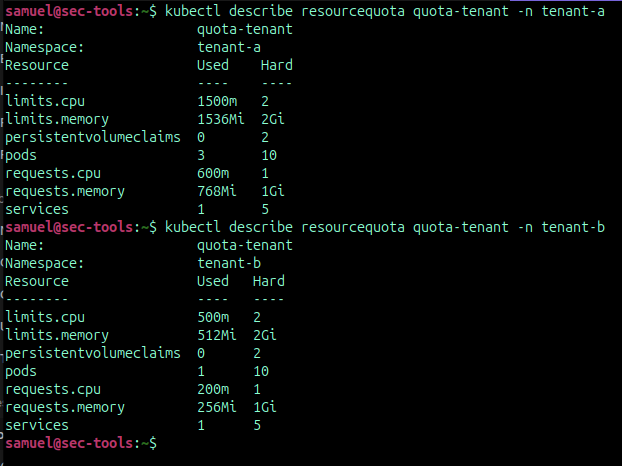 samuel@sec-tools:~$ kubectl describe resourcequota quota-tenant -n tenant-a
Name:                   quota-tenant
Namespace:              tenant-a
Resource                Used    Hard
--------                ----    ----
limits.cpu              1500m   2
limits.memory           1536Mi  2Gi
persistentvolumeclaims  0       2
pods                    3       10
requests.cpu            600m    1
requests.memory         768Mi   1Gi
services                1       5
samuel@sec-tools:~$ kubectl describe resourcequota quota-tenant -n tenant-b
Name:                   quota-tenant
Namespace:              tenant-b
Resource                Used   Hard
--------                ----   ----
limits.cpu              500m   2
limits.memory           512Mi  2Gi
persistentvolumeclaims  0      2
pods                    1      10
requests.cpu            200m   1
requests.memory         256Mi  1Gi
services                1      5
samuel@sec-tools:~$